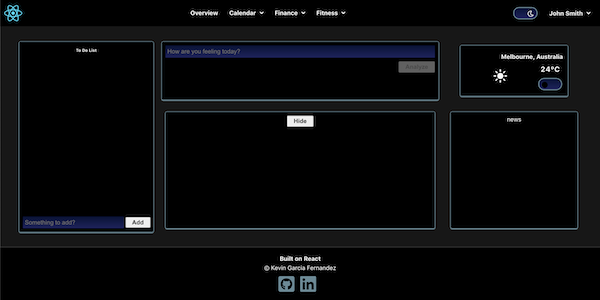 Overview Calendar Finance Fitness John Smith
To Do List
How are you feeling today?
Analyze
Melbourne, Australia
24°C
Hide
news
Something to add? Add
Built on React
© Kevin Garcia Fernandez